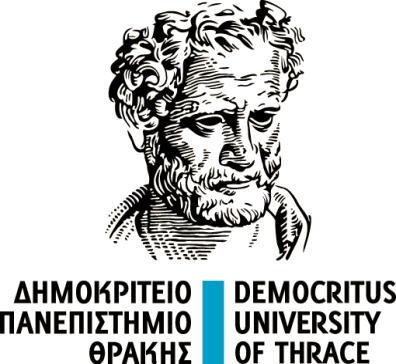 ΔΗΜΟΚΡΙΤΕΙΟ
ΠΑΝΕΠΙΣΤΗΜΙΟ
ΘΡΑΚΗΣ
DEMOCRITUS
UNIVERSITY
OF THRACE